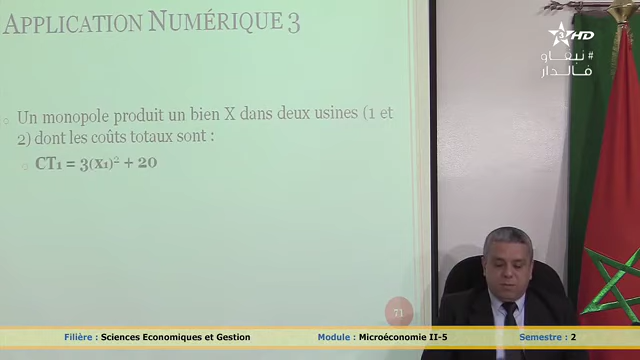 APPLICATION NUMÉRIQUE 3
HD
#نبقاو
فالدار
Un monopole produit un bien X dans deux usines (1 et
2) dont les coûts totaux sont :
CT₁ = 3(x₁)² + 20
71
Filière : Sciences Economiques et Gestion Module : Microéconomie II-5 Semestre : 2